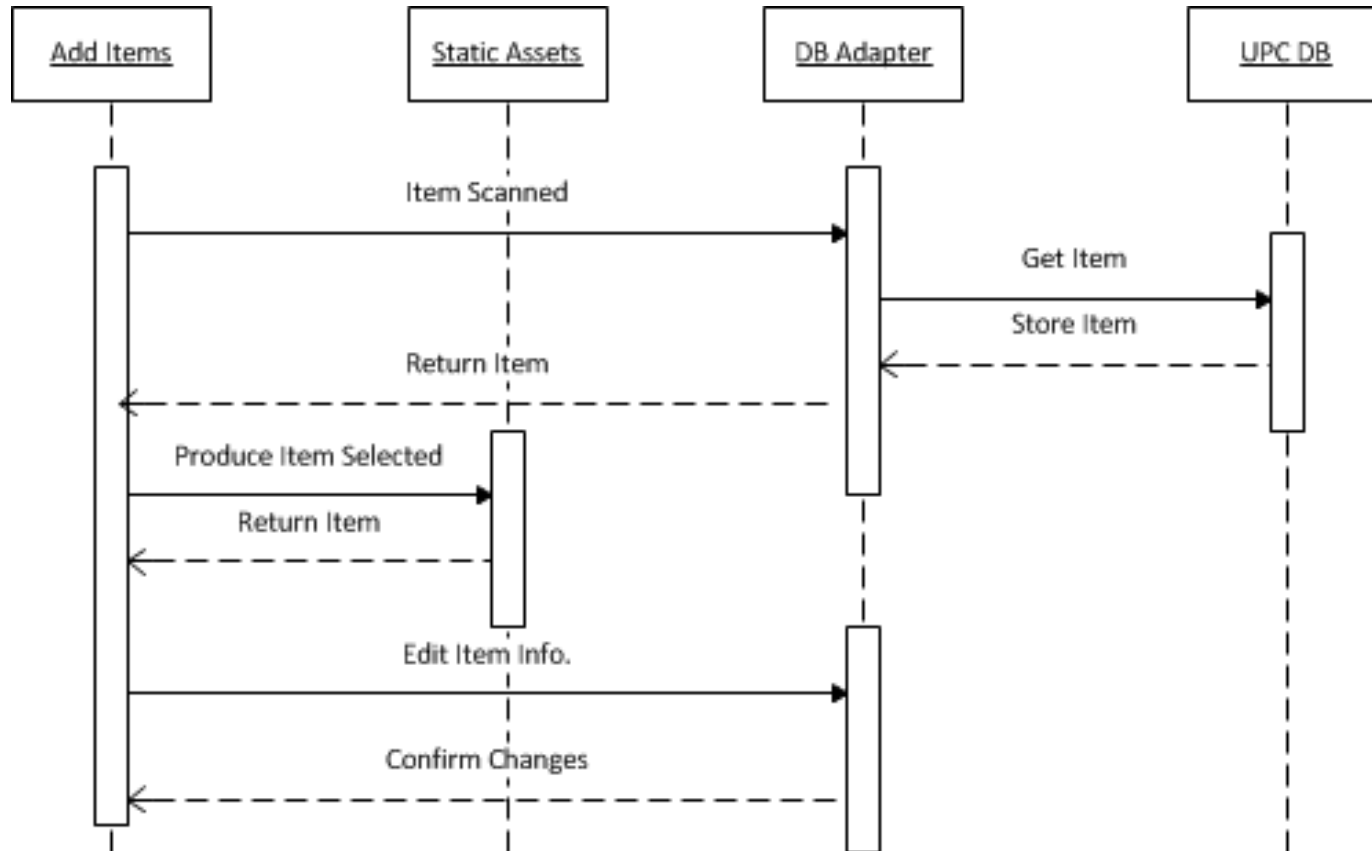 Add Items
Static Assets
DB Adapter
UPC DB
Item Scanned
Get Item
Store Item
Return Item
Produce Item Selected
Return Item
Edit Item Info.
Confirm Changes